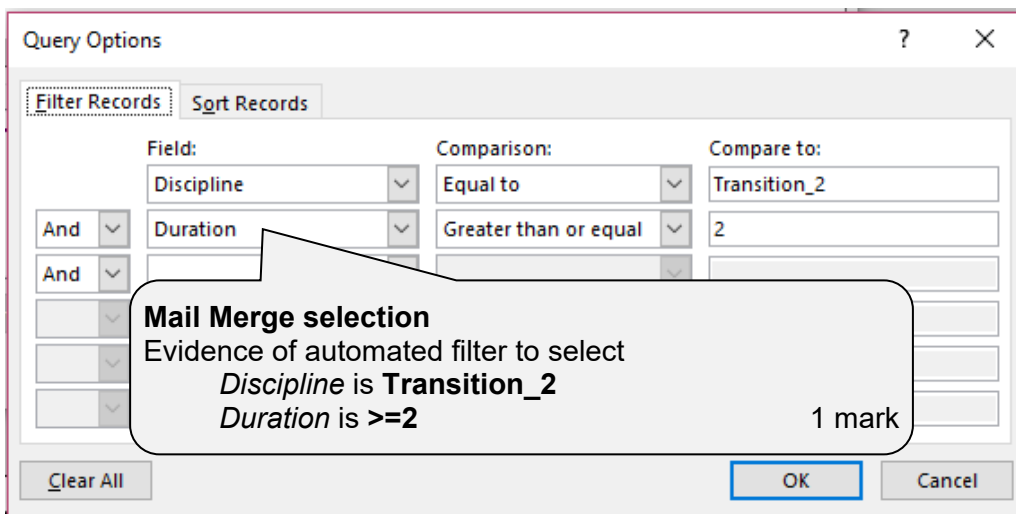 Query Options ? X
Filter Records Sort Records
Field: Comparison: Compare to:
Discipline Equal to Transition_2
And Duration Greater than or equal 2
And
Mail Merge selection
Evidence of automated filter to select
Discipline is Transition_2
Duration is >=2 1 mark
Clear All OK Cancel